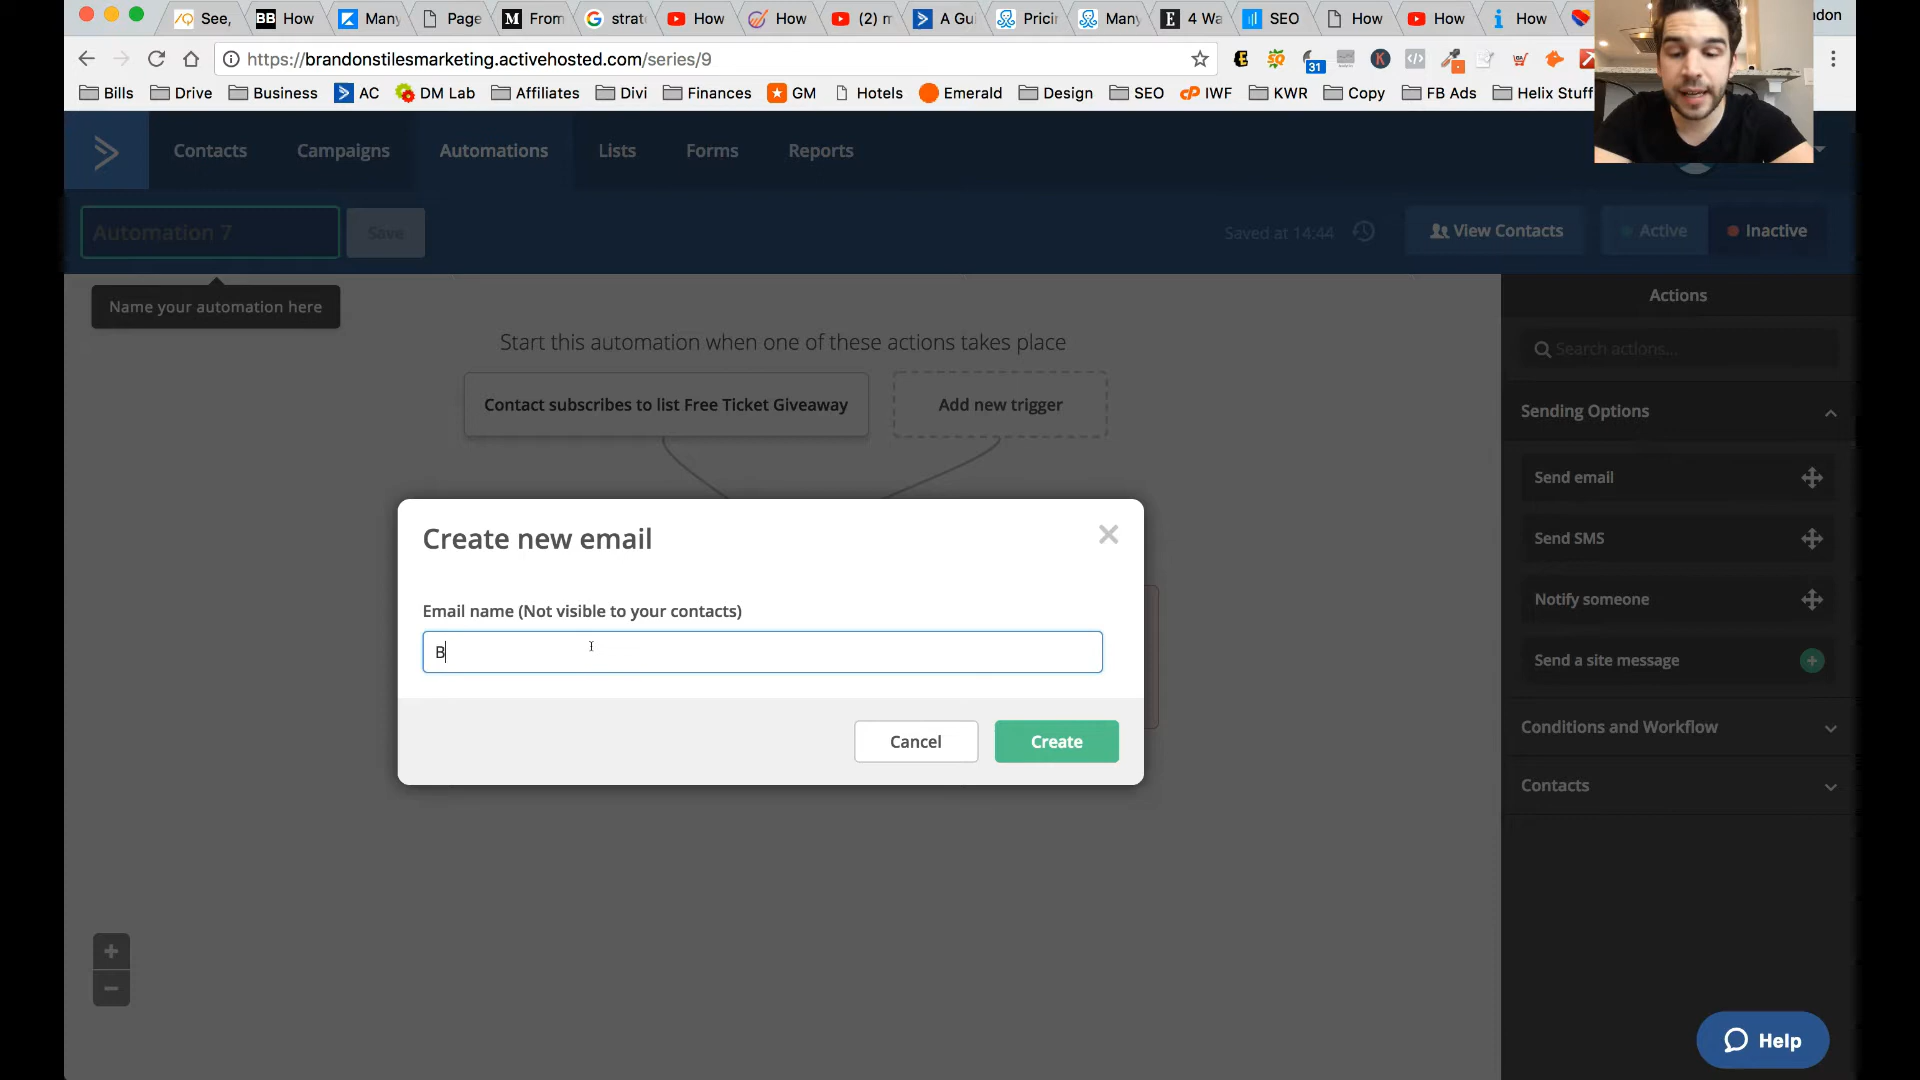 See,
BB How
Many
Page
M From
strat
How
How
(2) m
A Gui
Pricin
Many
E 4 Wa
SEO
How
How
How
ndon
https://brandonstilesmarketing.activehosted.com/series/9
31
K
Bills
Drive
Business
AC
DM Lab
Affiliates
Divi
Finances
GM
Hotels
Emerald
Design
SEO
cP IWF
KWR
Copy
FB Ads
Helix Stuff
Contacts
Campaigns
Automations
Lists
Forms
Reports
Automation 7
Save
Saved at 14:44
View Contacts
Active
Inactive
Name your automation here
Actions
Start this automation when one of these actions takes place
Search actions...
Contact subscribes to list Free Ticket Giveaway
Add new trigger
Sending Options
Send email
Create new email
Send SMS
Email name (Not visible to your contacts)
Notify someone
B
Send a site message
Cancel
Create
Conditions and Workflow
Contacts
Help